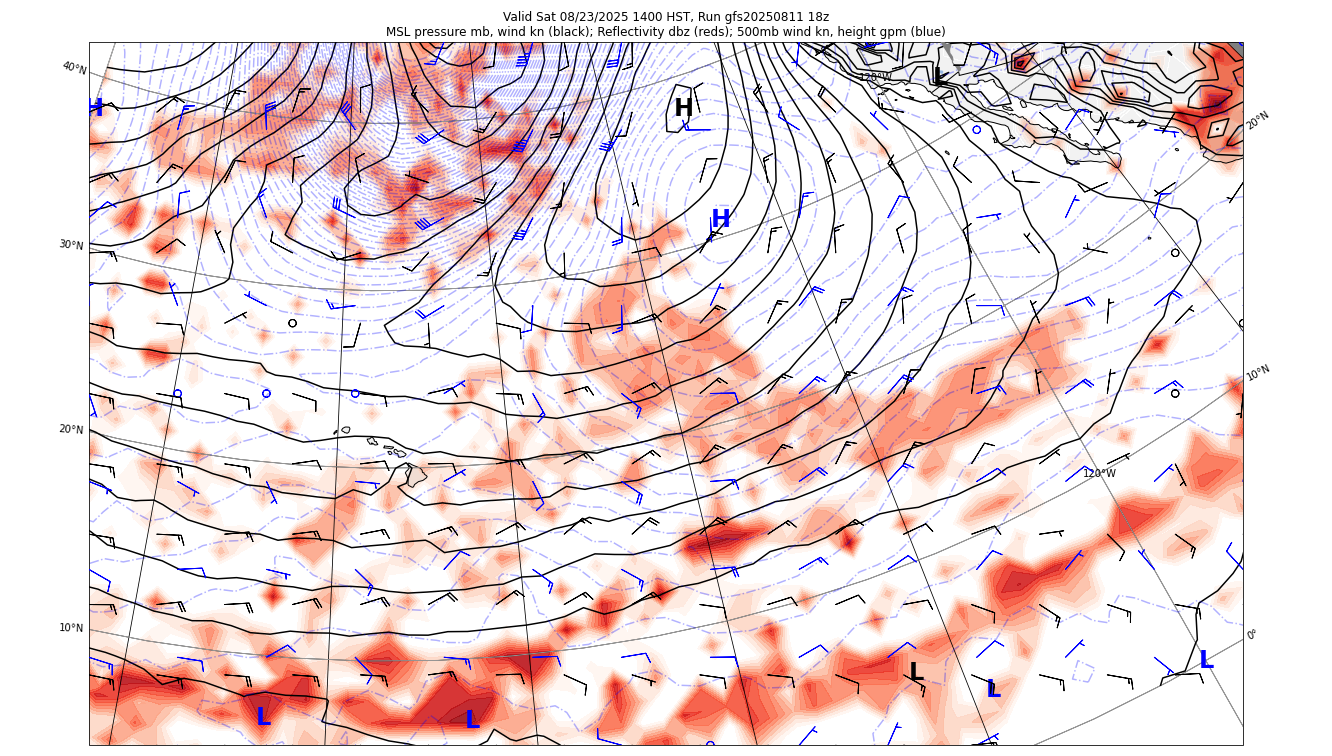 Valid Sat 08/23/2025 1400 HST, Run gfs20250811 18z
MSL pressure mb, wind kn (black); Reflectivity dbz (reds); 500mb wind kn, height gpm (blue)
40°N
120°W
L
H
H
20°N
30°N
H
10°N
20°N
120°W
10°N
0°
L
L
L
L
L